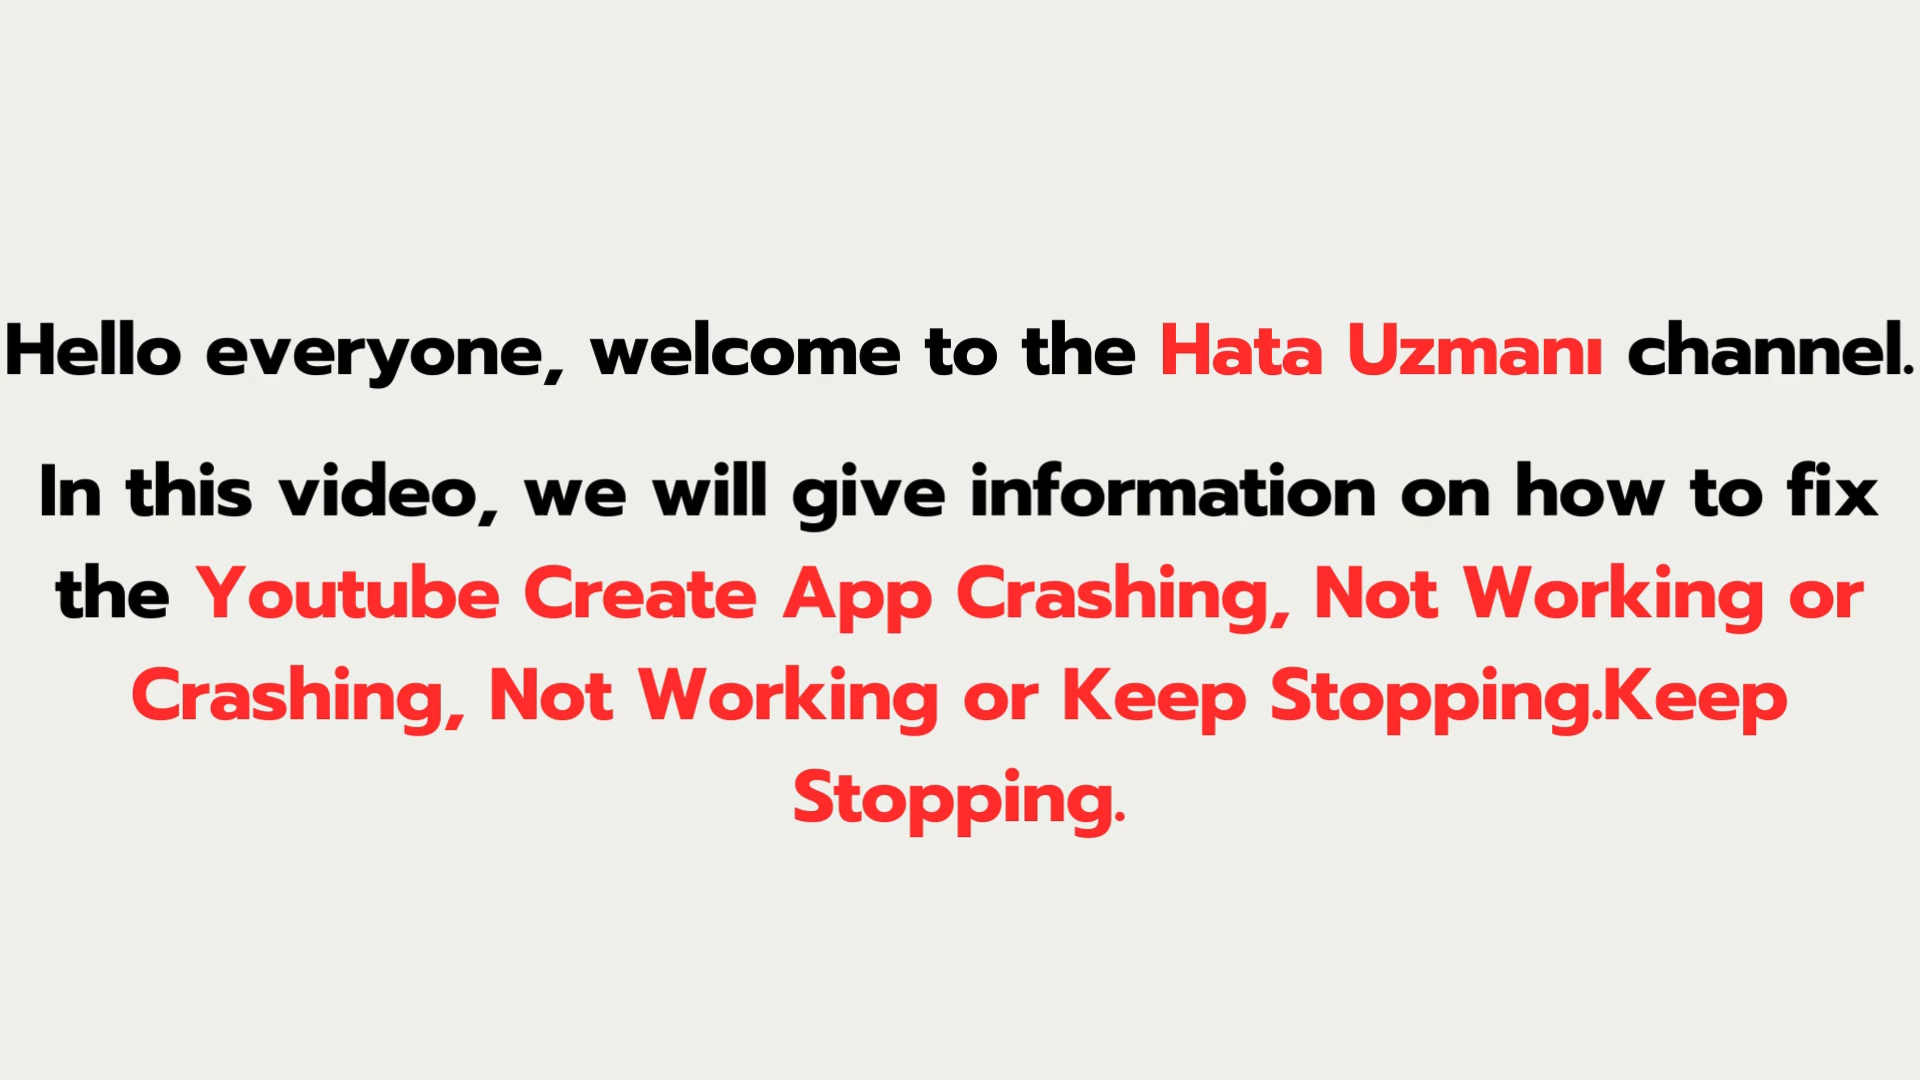 Hello everyone, welcome to the Hata Uzmanı channel.
In this video, we will give information on how to fix
the Youtube Create App Crashing, Not Working or
Crashing, Not Working or Keep Stopping.Keep
Stopping.